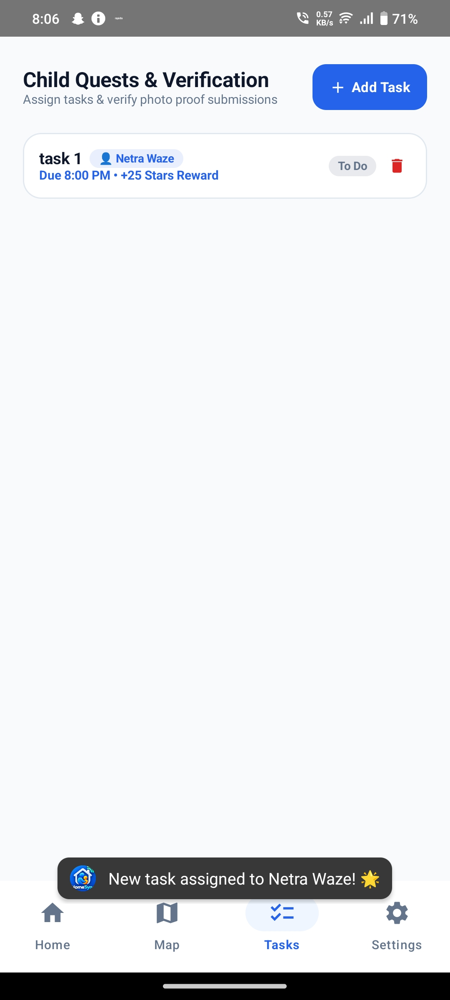 8:06
rapido
0.57
KB/s
71%
Child Quests & Verification
Assign tasks & verify photo proof submissions
+ Add Task
task 1
👤 Netra Waze
Due 8:00 PM • +25 Stars Reward
To Do
HomeSyn
New task assigned to Netra Waze! 🌟
Home
Map
Tasks
Settings